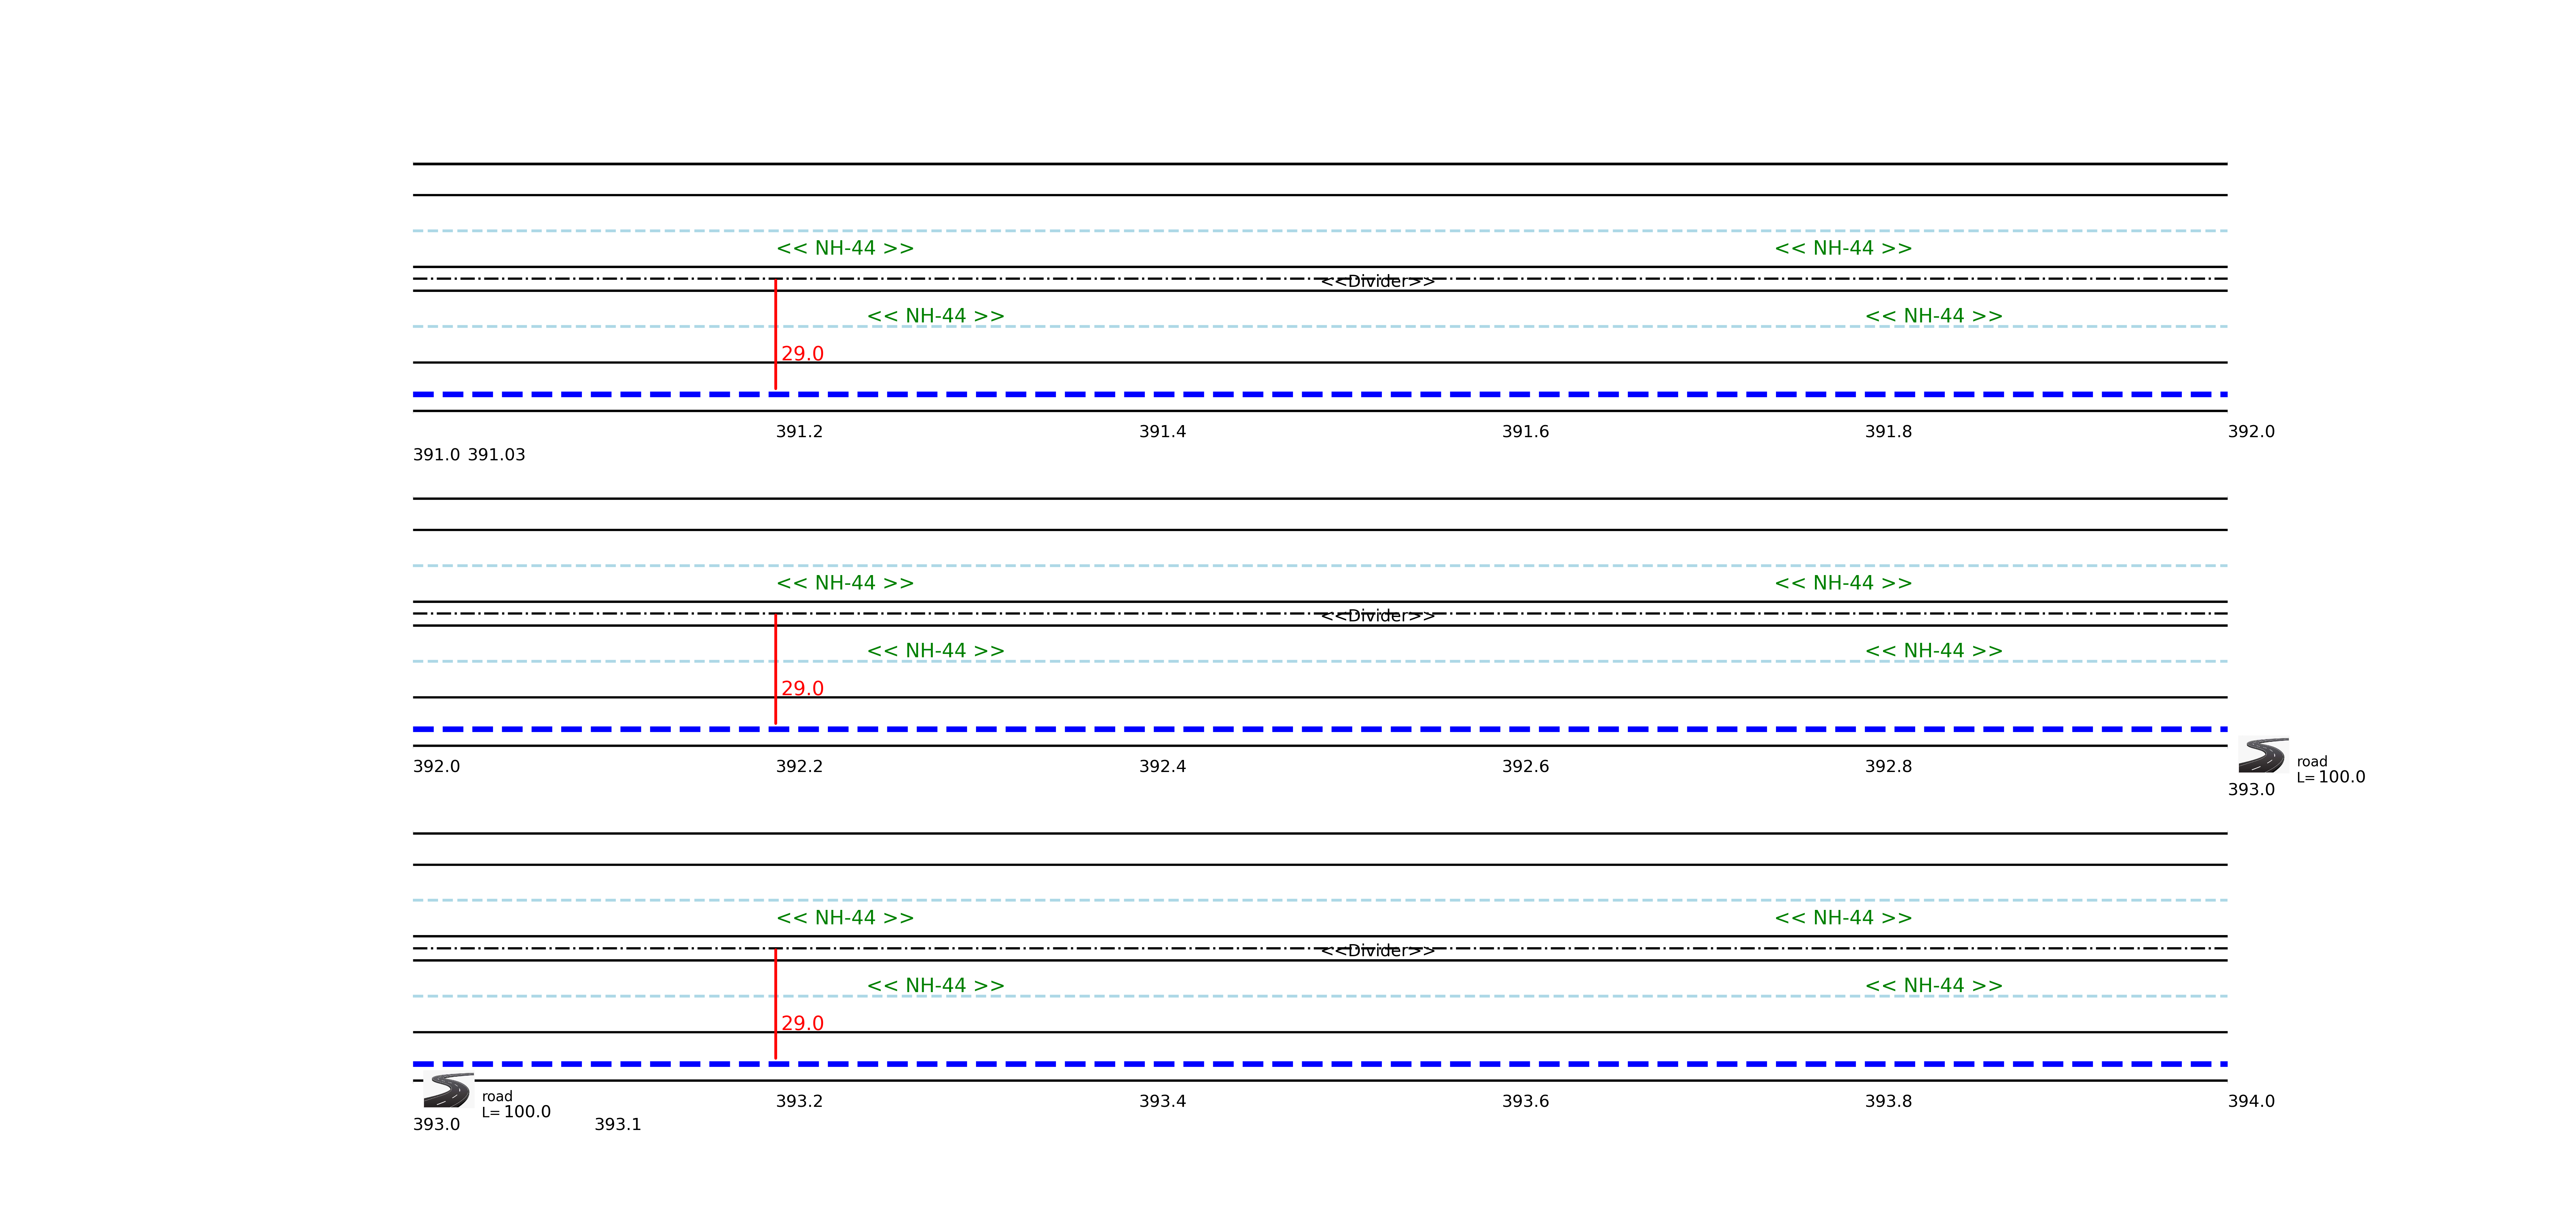 << NH-44 >> << NH-44 >>
<<Divider>>
<< NH-44 >> << NH-44 >>
29.0
391.2 391.4 391.6 391.8 392.0
391.0 391.03
<< NH-44 >> << NH-44 >>
<<Divider>>
<< NH-44 >> << NH-44 >>
29.0
392.0 392.2 392.4 392.6 392.8 road
L= 100.0
393.0
<< NH-44 >> << NH-44 >>
<<Divider>>
<< NH-44 >> << NH-44 >>
29.0
road 393.2 393.4 393.6 393.8 394.0
L= 100.0
393.0 393.1